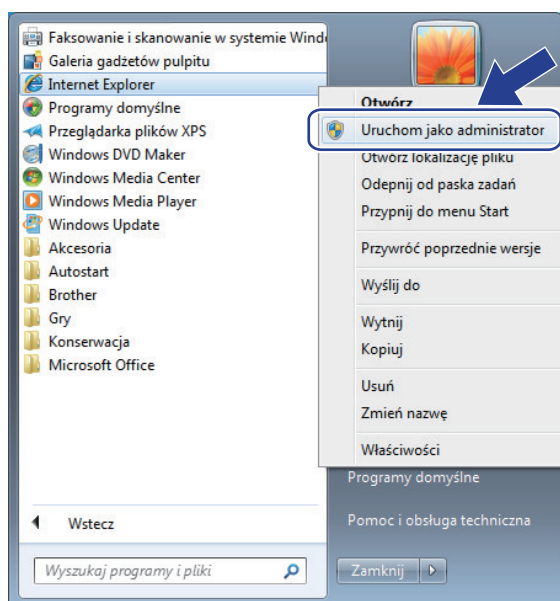 Faksowanie i skanowanie w systemie Wind
Galeria gadżetów pulpitu
Internet Explorer
Programy domyślne
Przeglądarka plików XPS
Windows DVD Maker
Windows Media Center
Windows Media Player
Windows Update
Akcesoria
Autostart
Brother
Gry
Konserwacja
Microsoft Office
Wstecz
Wyszukaj programy i pliki
Otwórz
Uruchom jako administrator
Otwórz lokalizację pliku
Odepnij od paska zadań
Przypnij do menu Start
Przywróć poprzednie wersje
Wyślij do
Wytnij
Kopiuj
Usuń
Zmień nazwę
Właściwości
Programy domyślne
Pomoc i obsługa techniczna
Zamknij